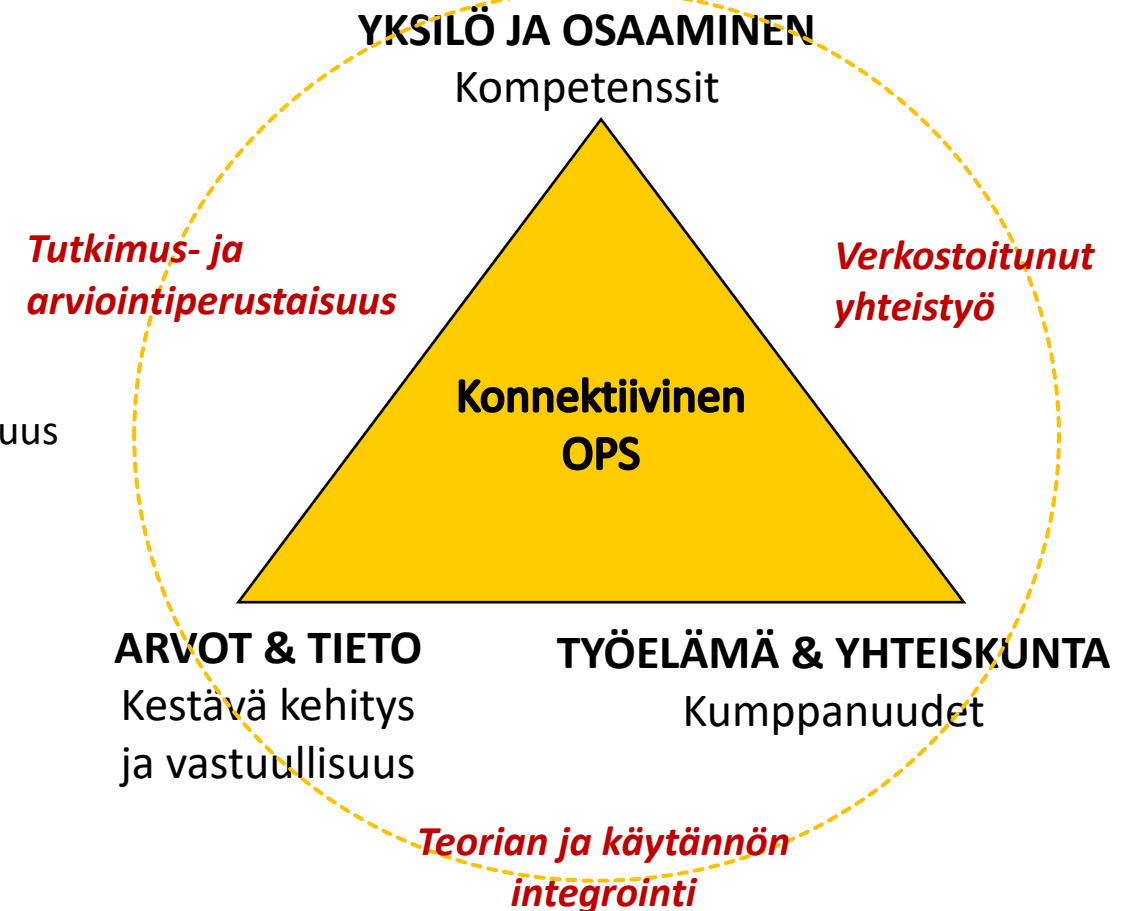 YKSILÖ JA OSAAMINEN
Kompetenssit
Tutkimus- ja
arviointiperustaisuus
Verkostoitunut
yhteistyö
Konnektiivinen
OPS
uus
ARVOT & TIETO
Kestävä kehitys
ja vastuullisuus
TYÖELÄMÄ & YHTEISKUNTA
Kumppanuudet
Teorian ja käytännön
integrointi